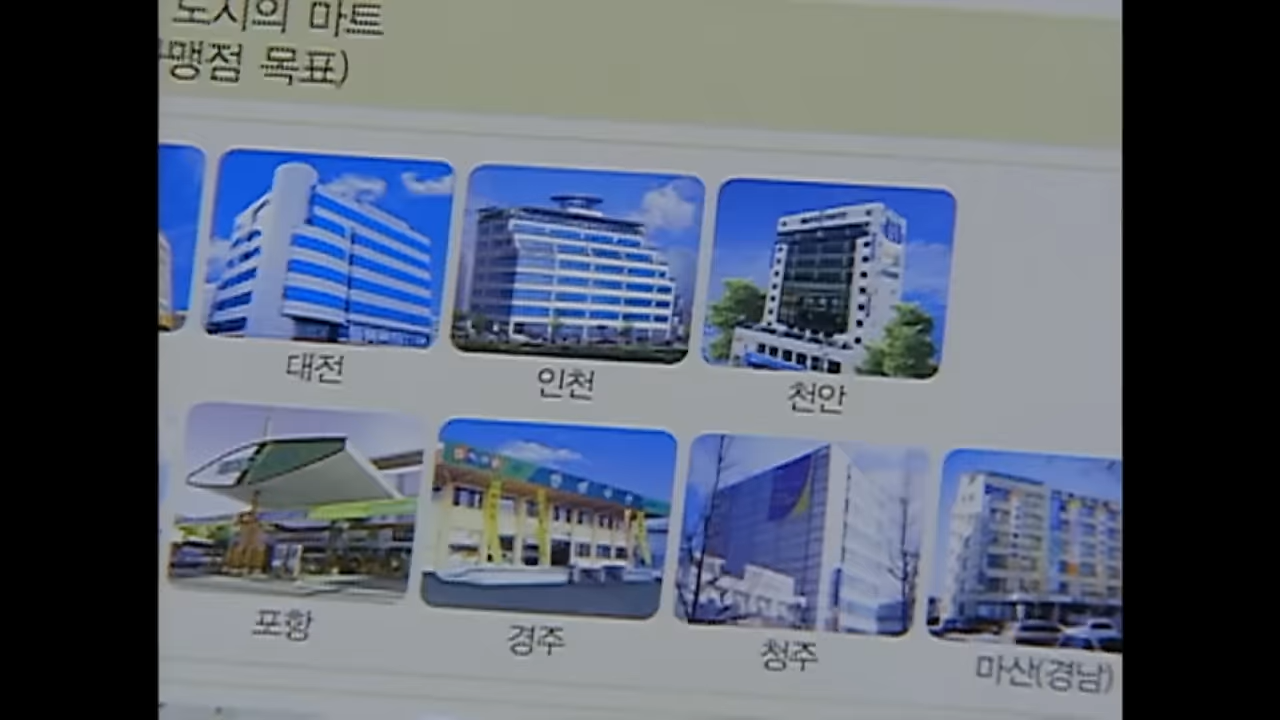 도시의 마트
가맹점 목표)
대전
인천
천안
포항
경주
청주
마산(경남)